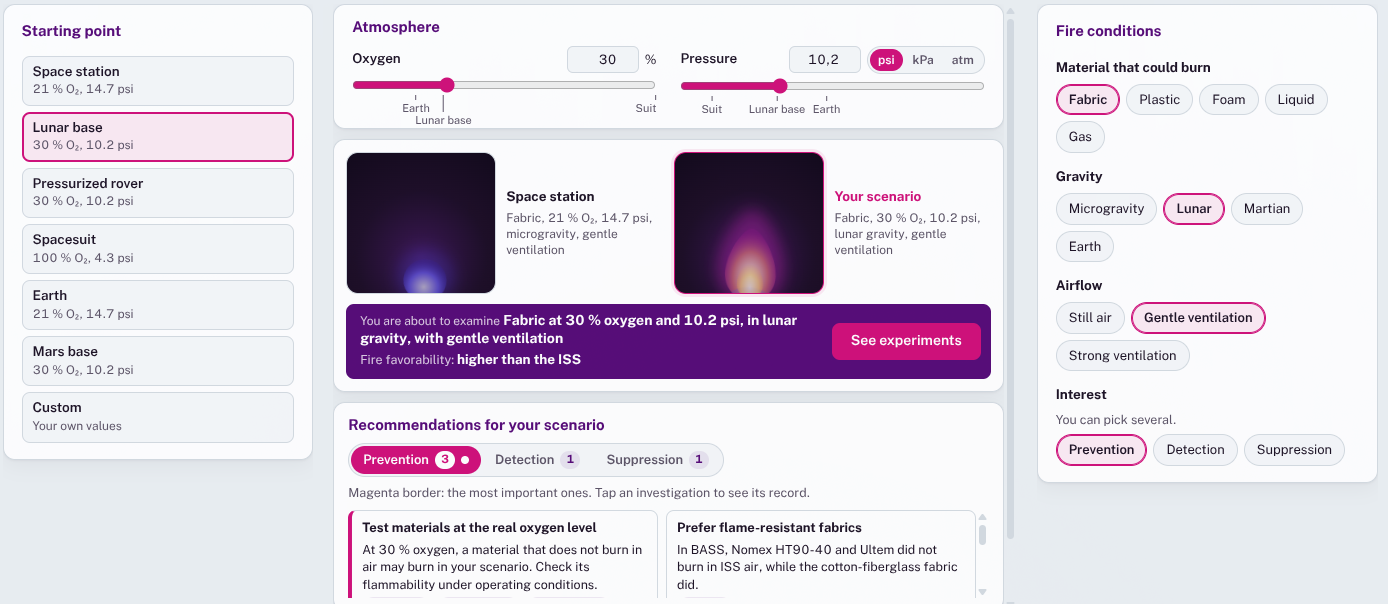 Starting point
Space station
21 % O₂, 14.7 psi
Lunar base
30 % O₂, 10.2 psi
Pressurized rover
30 % O₂, 10.2 psi
Spacesuit
100 % O₂, 4.3 psi
Earth
21 % O₂, 14.7 psi
Mars base
30 % O₂, 10.2 psi
Custom
Your own values
Atmosphere
Oxygen 30 %
Earth Suit
Lunar base
Pressure 10,2 psi kPa atm
Suit Lunar base Earth
Space station
Fabric, 21 % O₂, 14.7 psi,
microgravity, gentle
ventilation
Your scenario
Fabric, 30 % O₂, 10.2 psi,
lunar gravity, gentle
ventilation
You are about to examine Fabric at 30 % oxygen and 10.2 psi, in lunar
gravity, with gentle ventilation
Fire favorability: higher than the ISS
See experiments
Recommendations for your scenario
Prevention 3 Detection 1 Suppression 1
Magenta border: the most important ones. Tap an investigation to see its record.
Test materials at the real oxygen level
At 30 % oxygen, a material that does not burn in
air may burn in your scenario. Check its
flammability under operating conditions.
Prefer flame-resistant fabrics
In BASS, Nomex HT90-40 and Ultem did not
burn in ISS air, while the cotton-fiberglass fabric
did.
Fire conditions
Material that could burn
Fabric Plastic Foam Liquid
Gas
Gravity
Microgravity Lunar Martian
Earth
Airflow
Still air Gentle ventilation
Strong ventilation
Interest
You can pick several.
Prevention Detection Suppression